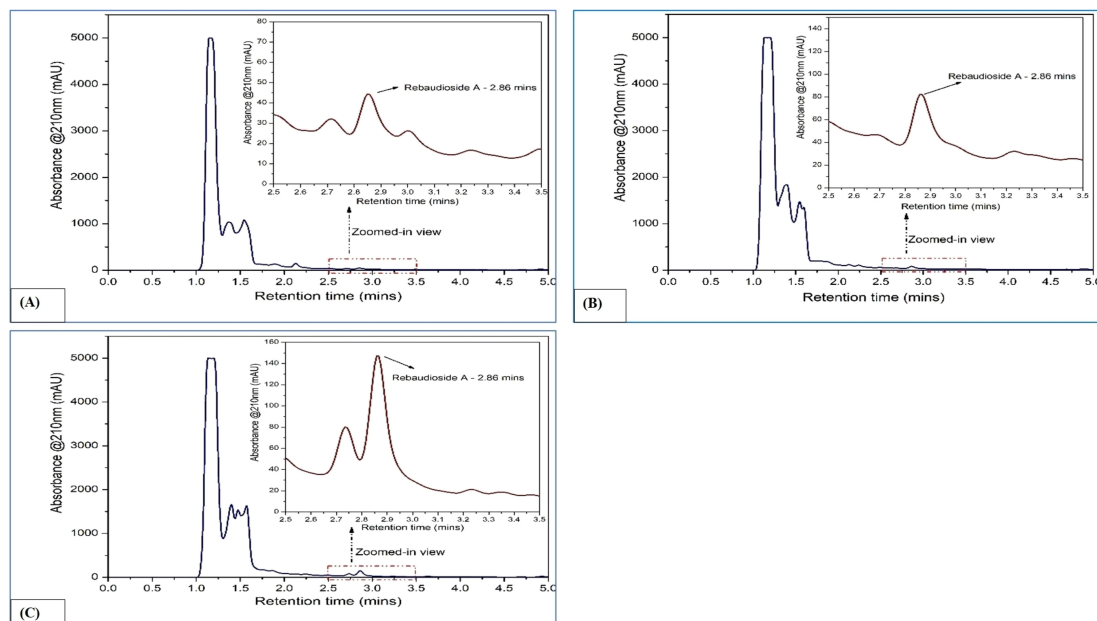 5000
4000
3000
2000
1000
0
Absorbance @210nm (mAU)
0.0 0.5 1.0 1.5 2.0 2.5 3.0 3.5 4.0 4.5 5.0
Retention time (mins)
80
70
60
50
40
30
20
10
0
Absorbance @210nm (mAU)
Rebaudioside A - 2.86 mins
2.5 2.6 2.7 2.8 2.9 3.0 3.1 3.2 3.3 3.4 3.5
Retention time (mins)
Zoomed-in view
(A)
5000
4000
3000
2000
1000
0
Absorbance @210nm (mAU)
0.0 0.5 1.0 1.5 2.0 2.5 3.0 3.5 4.0 4.5 5.0
Retention time (mins)
140
120
100
80
60
40
20
0
Absorbance @210nm (mAU)
Rebaudioside A - 2.86 mins
2.5 2.6 2.7 2.8 2.9 3.0 3.1 3.2 3.3 3.4 3.5
Retention time (mins)
Zoomed-in view
(B)
5000
4000
3000
2000
1000
0
Absorbance @210nm (mAU)
0.0 0.5 1.0 1.5 2.0 2.5 3.0 3.5 4.0 4.5 5.0
Retention time (mins)
160
140
120
100
80
60
40
20
0
Absorbance @210nm (mAU)
Rebaudioside A - 2.86 mins
2.5 2.6 2.7 2.8 2.9 3.0 3.1 3.2 3.3 3.4 3.5
Retention time (mins)
Zoomed-in view
(C)